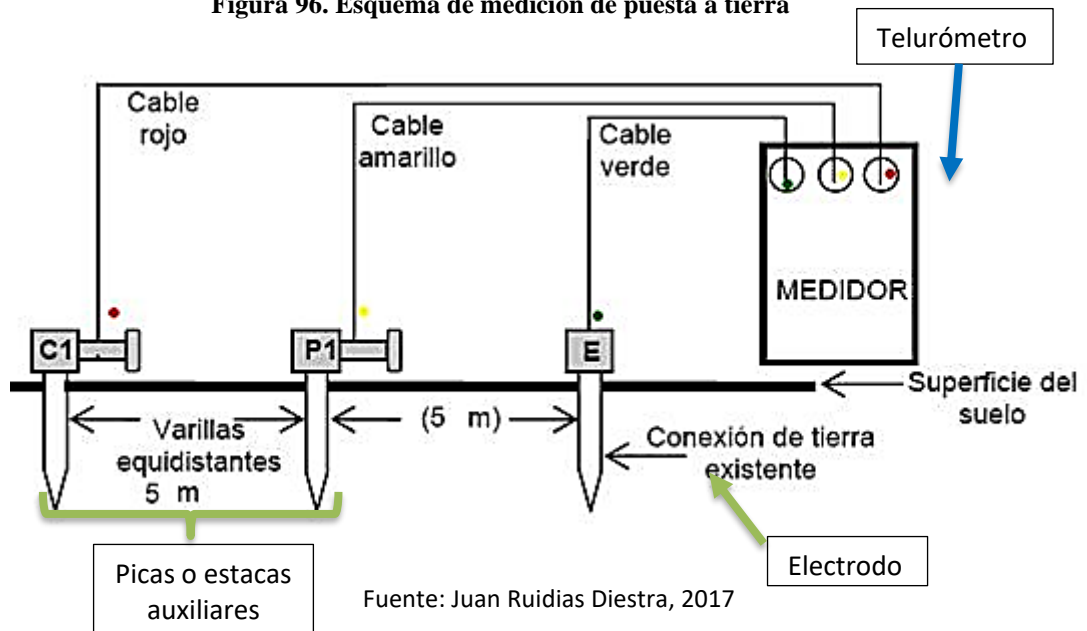 Figura 96. Esquema de medición de puesta a tierra
Telurómetro
Cable
rojo
Cable
amarillo
Cable
verde
MEDIDOR
C1
P1
E
Superficie del
suelo
Varillas
equidistantes
5 m
(5 m)
Conexión de tierra
existente
Picas o estacas
auxiliares
Electrodo
Fuente: Juan Ruidias Diestra, 2017